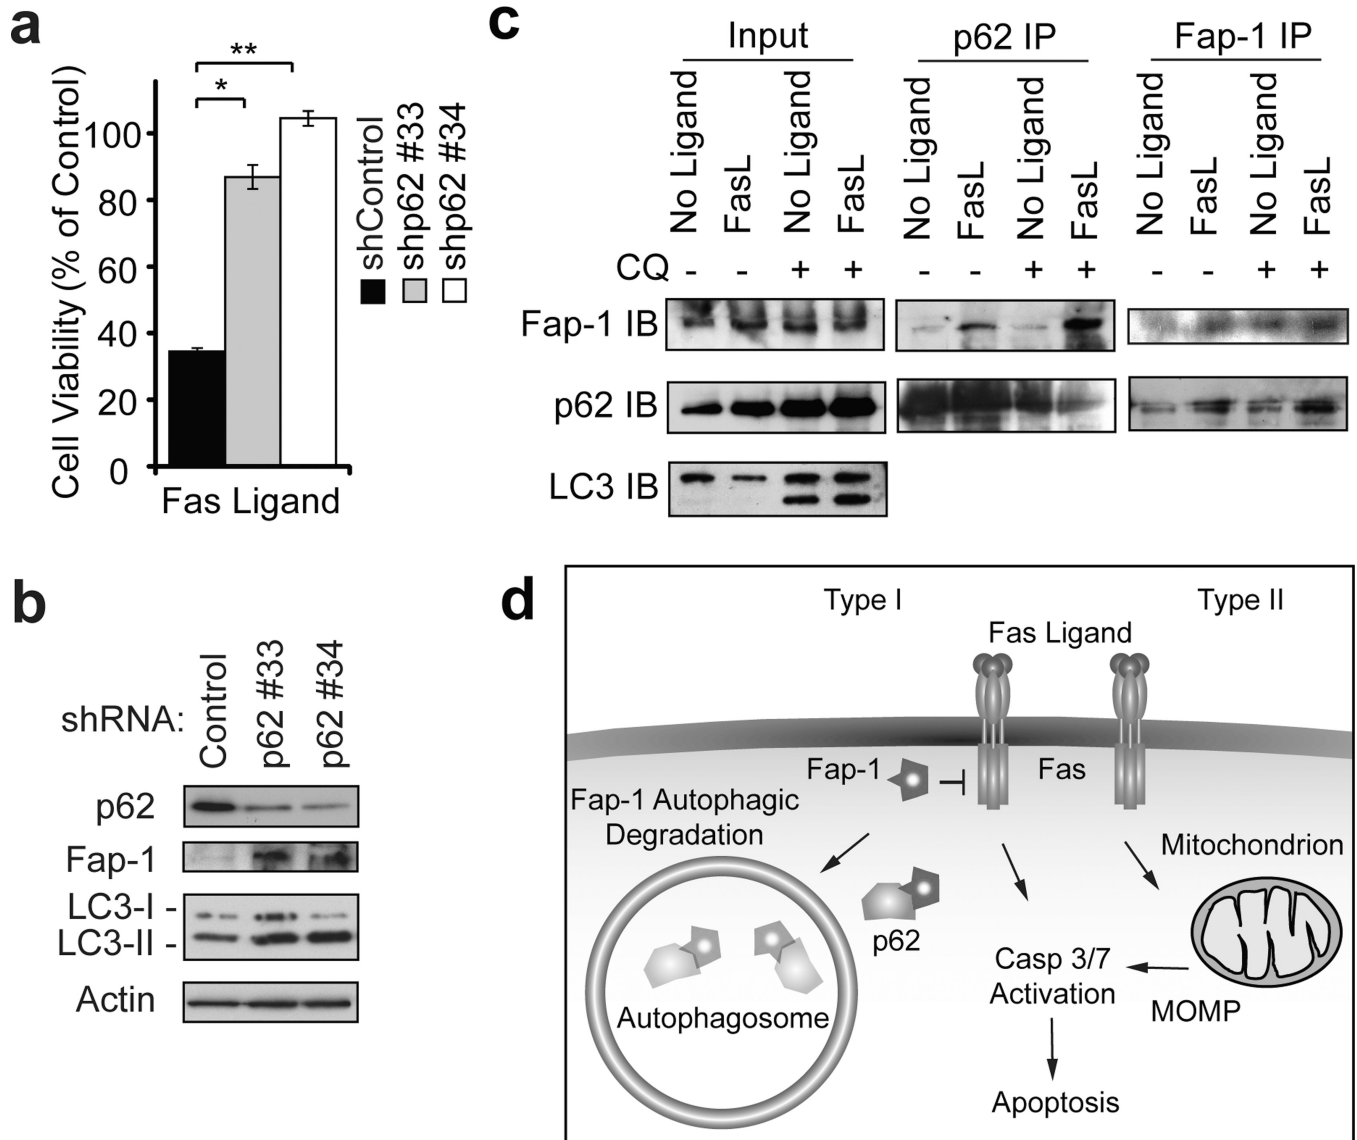 a
**
*
Cell Viability (% of Control)
100
80
60
40
20
0
Fas Ligand
shControl
shp62 #33
shp62 #34
b
shRNA:
Control
p62 #33
p62 #34
p62
Fap-1
LC3-I -
LC3-II -
Actin
c
Input
p62 IP
Fap-1 IP
No Ligand
FasL
No Ligand
FasL
No Ligand
FasL
No Ligand
FasL
No Ligand
FasL
No Ligand
FasL
CQ - - + + - - + + - - + +
Fap-1 IB
p62 IB
LC3 IB
d
Type I
Type II
Fas Ligand
Fap-1
Fas
Fap-1 Autophagic
Degradation
Mitochondrion
p62
Casp 3/7
Activation
MOMP
Autophagosome
Apoptosis